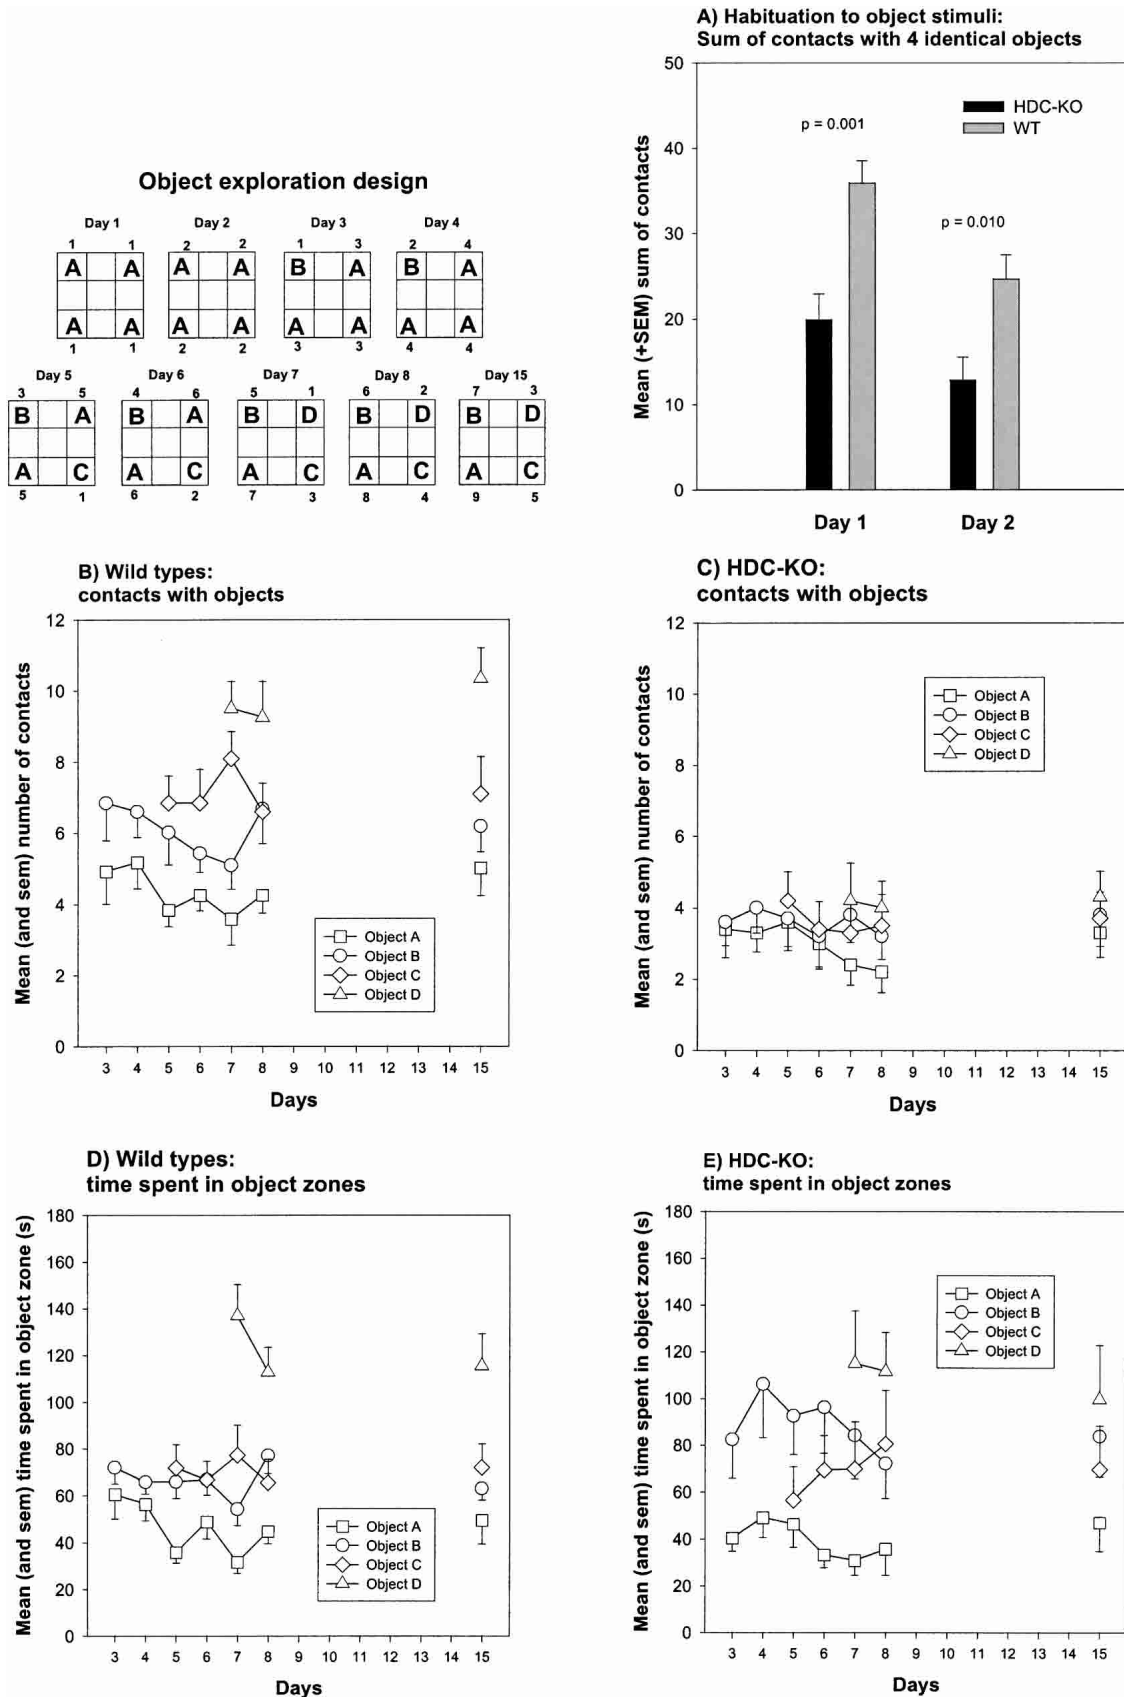 Object exploration design
Day 1 Day 2 Day 3 Day 4
1 1 2 2 1 3 2 4
A A A A B A B A
A A A A A A A A
1 1 2 2 3 3 4 4
Day 5 Day 6 Day 7 Day 8 Day 15
3 5 4 6 5 1 6 2 7 3
B A B A B D B D B D
A C A C A C A C A C
5 1 6 2 7 3 8 4 9 5
A) Habituation to object stimuli:
Sum of contacts with 4 identical objects
Mean (+SEM) sum of contacts
50
40
30
20
10
0
HDC-KO
WT
p = 0.001
p = 0.010
Day 1 Day 2
B) Wild types:
contacts with objects
Mean (and sem) number of contacts
12
10
8
6
4
2
0
Object A
Object B
Object C
Object D
3 4 5 6 7 8 9 10 11 12 13 14 15
Days
C) HDC-KO:
contacts with objects
Mean (and sem) number of contacts
12
10
8
6
4
2
0
Object A
Object B
Object C
Object D
3 4 5 6 7 8 9 10 11 12 13 14 15
Days
D) Wild types:
time spent in object zones
Mean (and sem) time spent in object zone (s)
180
160
140
120
100
80
60
40
20
0
Object A
Object B
Object C
Object D
3 4 5 6 7 8 9 10 11 12 13 14 15
Days
E) HDC-KO:
time spent in object zones
Mean (and sem) time spent in object zone (s)
180
160
140
120
100
80
60
40
20
0
Object A
Object B
Object C
Object D
3 4 5 6 7 8 9 10 11 12 13 14 15
Days